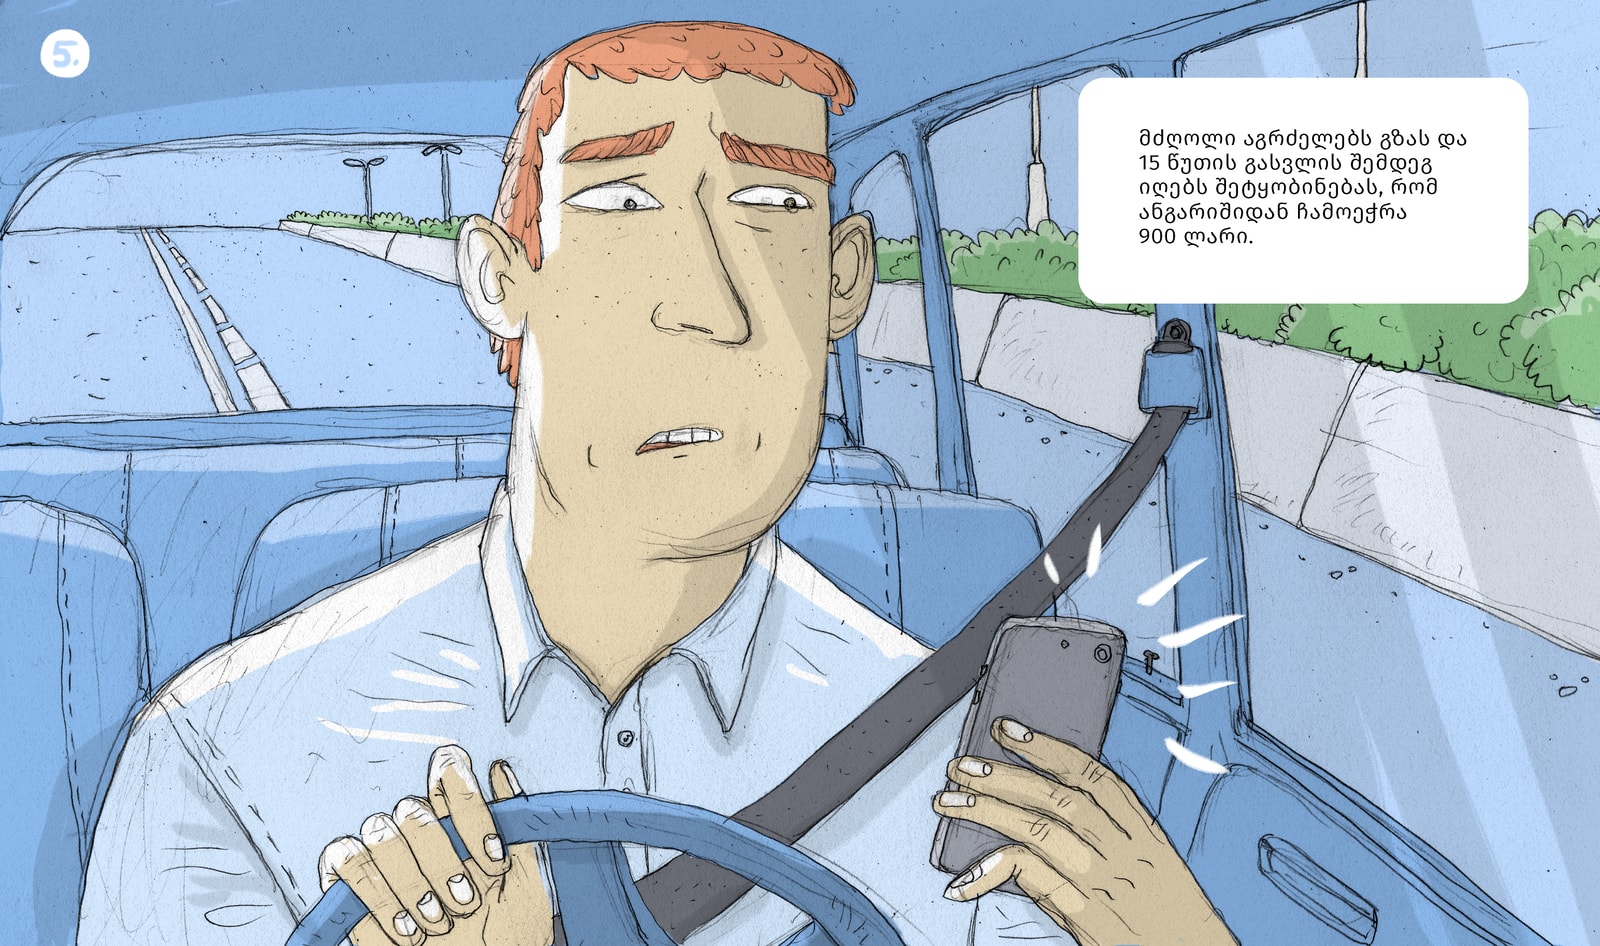 5.
მძღოლი აგრძელებს გზას და
15 წუთის გასვლის შემდეგ
იღებს შეტყობინებას, რომ
ანგარიშიდან ჩამოეჭრა
900 ლარი.